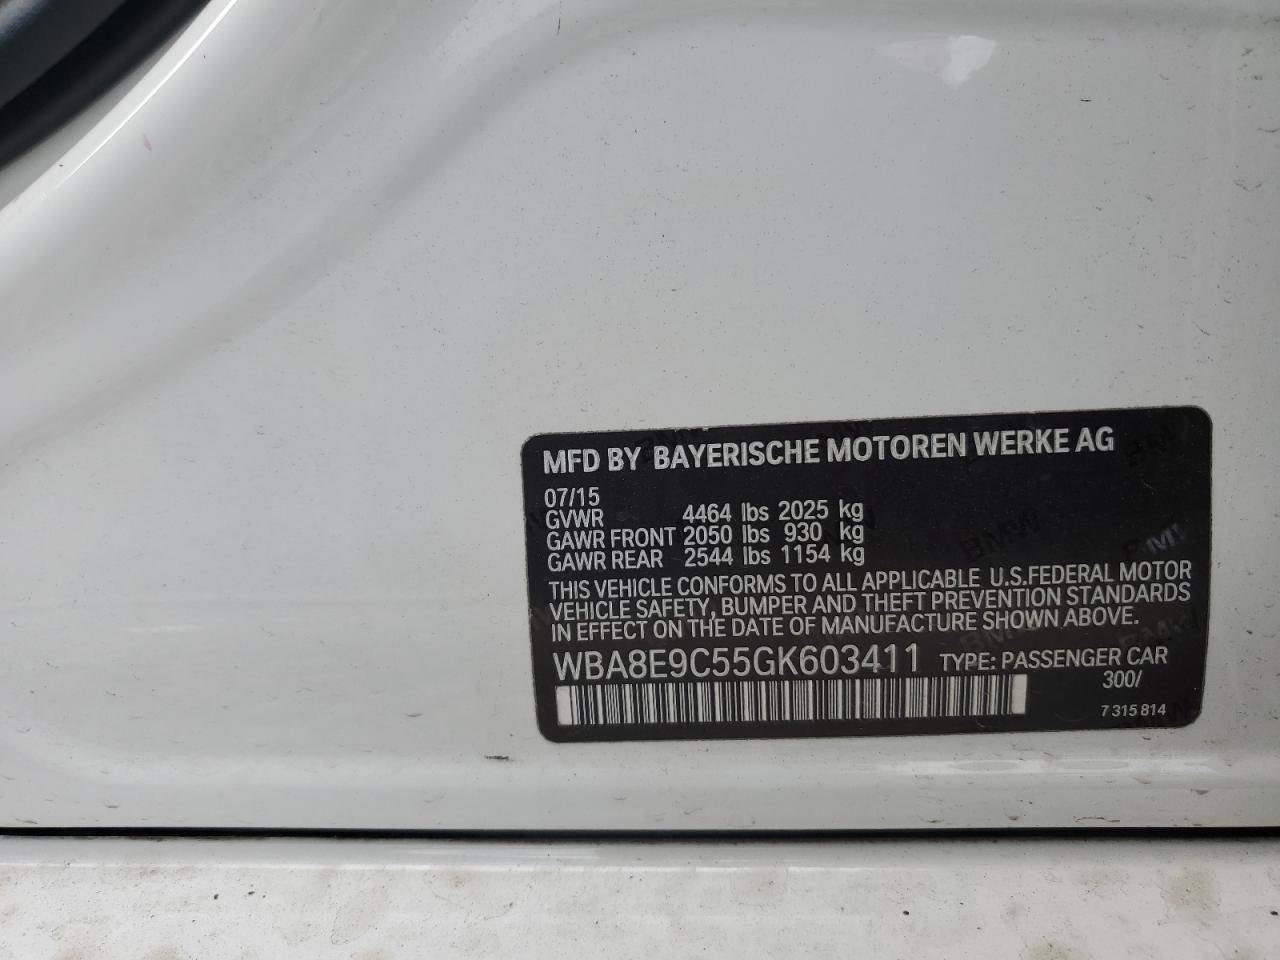 MFD BY BAYERISCHE MOTOREN WERKE AG
07/15
GVWR 4464 lbs 2025 kg
GAWR FRONT 2050 lbs 930 kg
GAWR REAR 2544 lbs 1154 kg
THIS VEHICLE CONFORMS TO ALL APPLICABLE U.S.FEDERAL MOTOR
VEHICLE SAFETY, BUMPER AND THEFT PREVENTION STANDARDS
IN EFFECT ON THE DATE OF MANUFACTURE SHOWN ABOVE.
WBA8E9C55GK603411 TYPE: PASSENGER CAR
300/
7 315 814